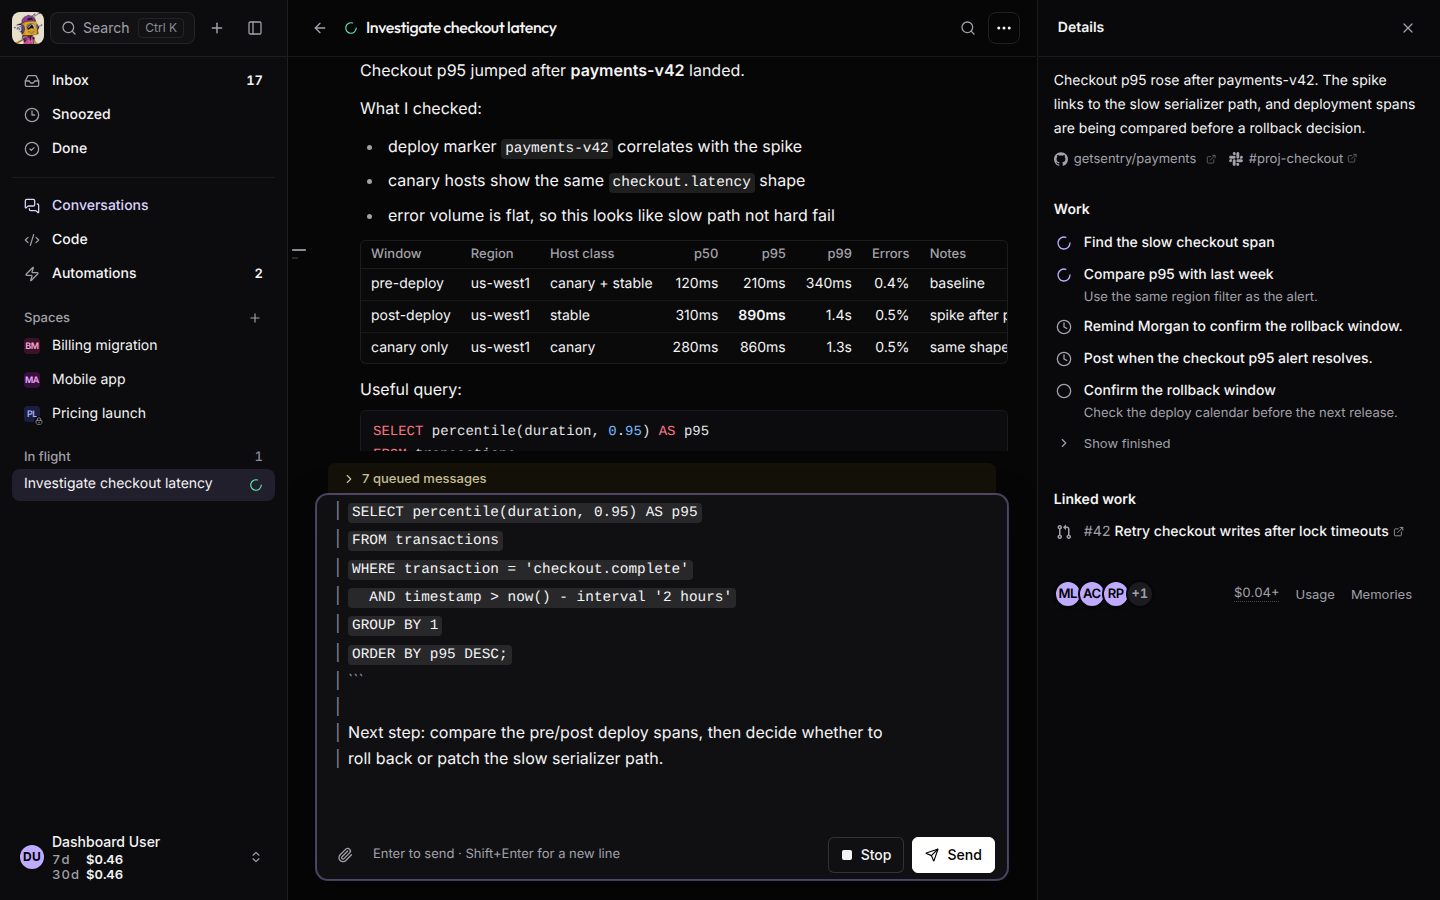 Search Ctrl K
Inbox 17
Snoozed
Done
Conversations
Code
Automations 2
Spaces
BM Billing migration
MA Mobile app
PL Pricing launch
In flight 1
Investigate checkout latency
DU Dashboard User
7d $0.46
30d $0.46
Investigate checkout latency
Checkout p95 jumped after payments-v42 landed.
What I checked:
deploy marker payments-v42 correlates with the spike
canary hosts show the same checkout.latency shape
error volume is flat, so this looks like slow path not hard fail
Window Region Host class p50 p95 p99 Errors Notes
pre-deploy us-west1 canary + stable 120ms 210ms 340ms 0.4% baseline
post-deploy us-west1 stable 310ms 890ms 1.4s 0.5% spike after
canary only us-west1 canary 280ms 860ms 1.3s 0.5% same shape
Useful query:
SELECT percentile(duration, 0.95) AS p95
FROM transactions
7 queued messages
SELECT percentile(duration, 0.95) AS p95
FROM transactions
WHERE transaction = 'checkout.complete'
AND timestamp > now() - interval '2 hours'
GROUP BY 1
ORDER BY p95 DESC;
```
Next step: compare the pre/post deploy spans, then decide whether to
roll back or patch the slow serializer path.
Enter to send · Shift+Enter for a new line
Stop
Send
Details
Checkout p95 rose after payments-v42. The spike
links to the slow serializer path, and deployment spans
are being compared before a rollback decision.
getsentry/payments #proj-checkout
Work
Find the slow checkout span
Compare p95 with last week
Use the same region filter as the alert.
Remind Morgan to confirm the rollback window.
Post when the checkout p95 alert resolves.
Confirm the rollback window
Check the deploy calendar before the next release.
Show finished
Linked work
#42 Retry checkout writes after lock timeouts
ML AC RP +1 $0.04+ Usage Memories